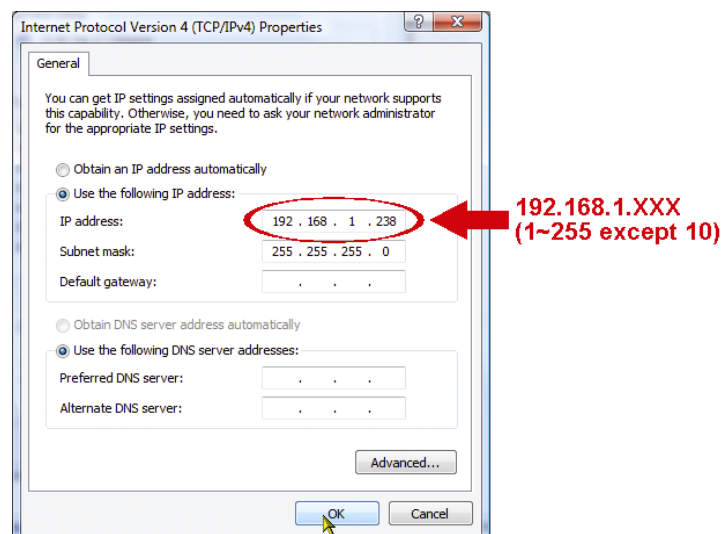 Internet Protocol Version 4 (TCP/IPv4) Properties
General
You can get IP settings assigned automatically if your network supports
this capability. Otherwise, you need to ask your network administrator
for the appropriate IP settings.
Obtain an IP address automatically
Use the following IP address:
IP address: 192 . 168 . 1 . 238
192.168.1.XXX
(1~255 except 10)
Subnet mask: 255 . 255 . 255 . 0
Default gateway: . . .
Obtain DNS server address automatically
Use the following DNS server addresses:
Preferred DNS server: . . .
Alternate DNS server: . . .
Advanced...
OK Cancel